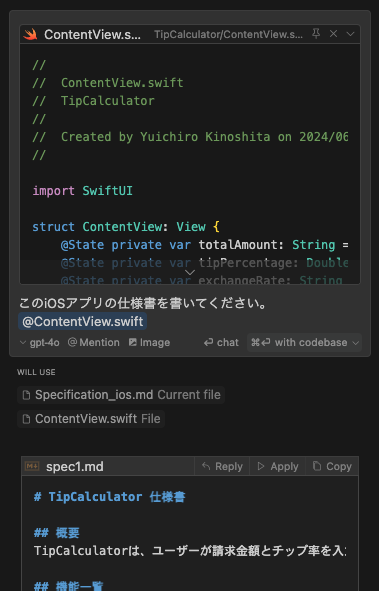 ContentView.s... TipCalculator/ContentView.s...
//
//  ContentView.swift
//  TipCalculator
//
//  Created by Yuichiro Kinoshita on 2024/06
//
import SwiftUI
struct ContentView: View {
@State private var totalAmount: String =
@State private var tipPercentage: Double
@State private var exchangeRate: String
このiOSアプリの仕様書を書いてください。
@ContentView.swift
gpt-4o @Mention Image chat ⌘↵ with codebase
WILL USE
Specification_ios.md Current file
ContentView.swift File
spec1.md Reply Apply Copy
# TipCalculator 仕様書
## 概要
TipCalculatorは、ユーザーが請求金額とチップ率を入
## 機能一覧